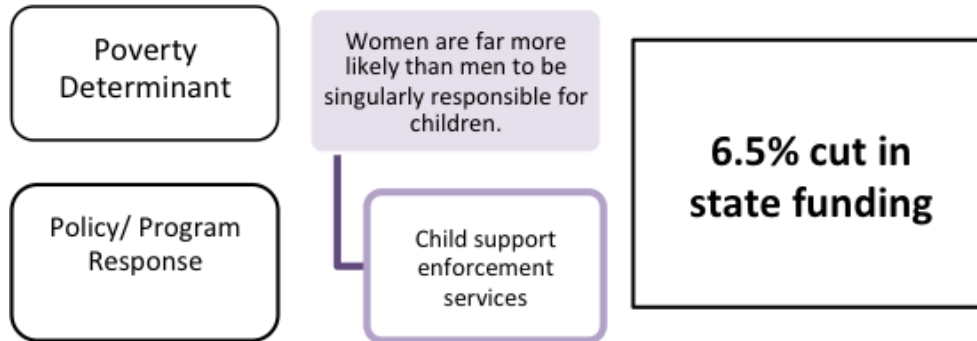 Poverty
Determinant
Women are far more
likely than men to be
singularly responsible for
children.
6.5% cut in
state funding
Policy/ Program
Response
Child support
enforcement
services